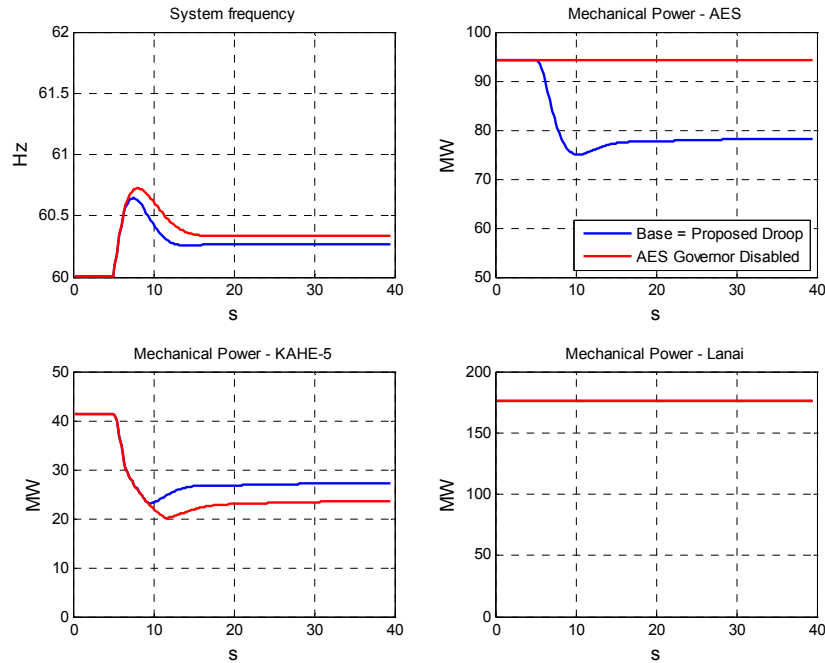 System frequency
62
61.5
61
60.5
60
Hz
0 10 20 30 40
s
Mechanical Power - AES
100
90
80
70
60
50
MW
Base = Proposed Droop
AES Governor Disabled
0 10 20 30 40
s
Mechanical Power - KAHE-5
50
40
30
20
10
0
MW
0 10 20 30 40
s
Mechanical Power - Lanai
200
150
100
50
0
MW
0 10 20 30 40
s